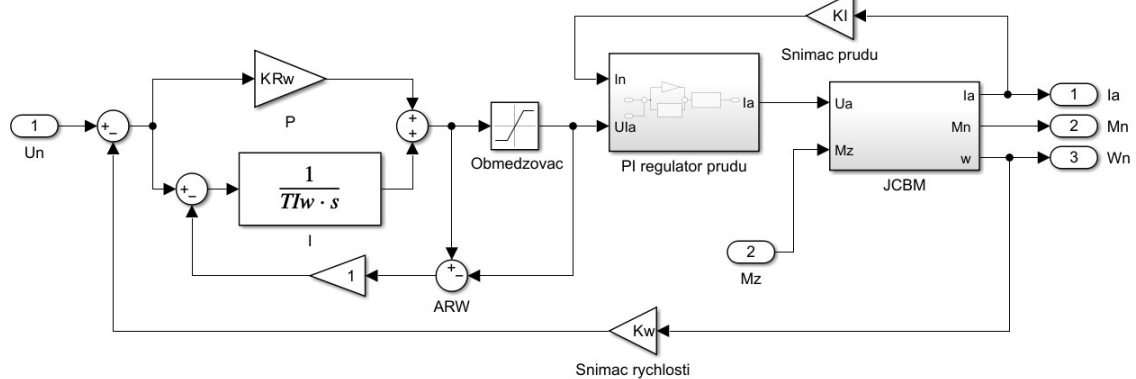 KI
Snimac prudu
KRw
P
In
Ia
UIa
PI regulator prudu
Ua
Mz
Ia
Mn
w
JCBM
1
Ia
2
Mn
3
Wn
1
Un
+
−
+
+
Obmedzovac
+
−
1
TIw · s
I
1
+
−
ARW
2
Mz
Kw
Snimac rychlosti